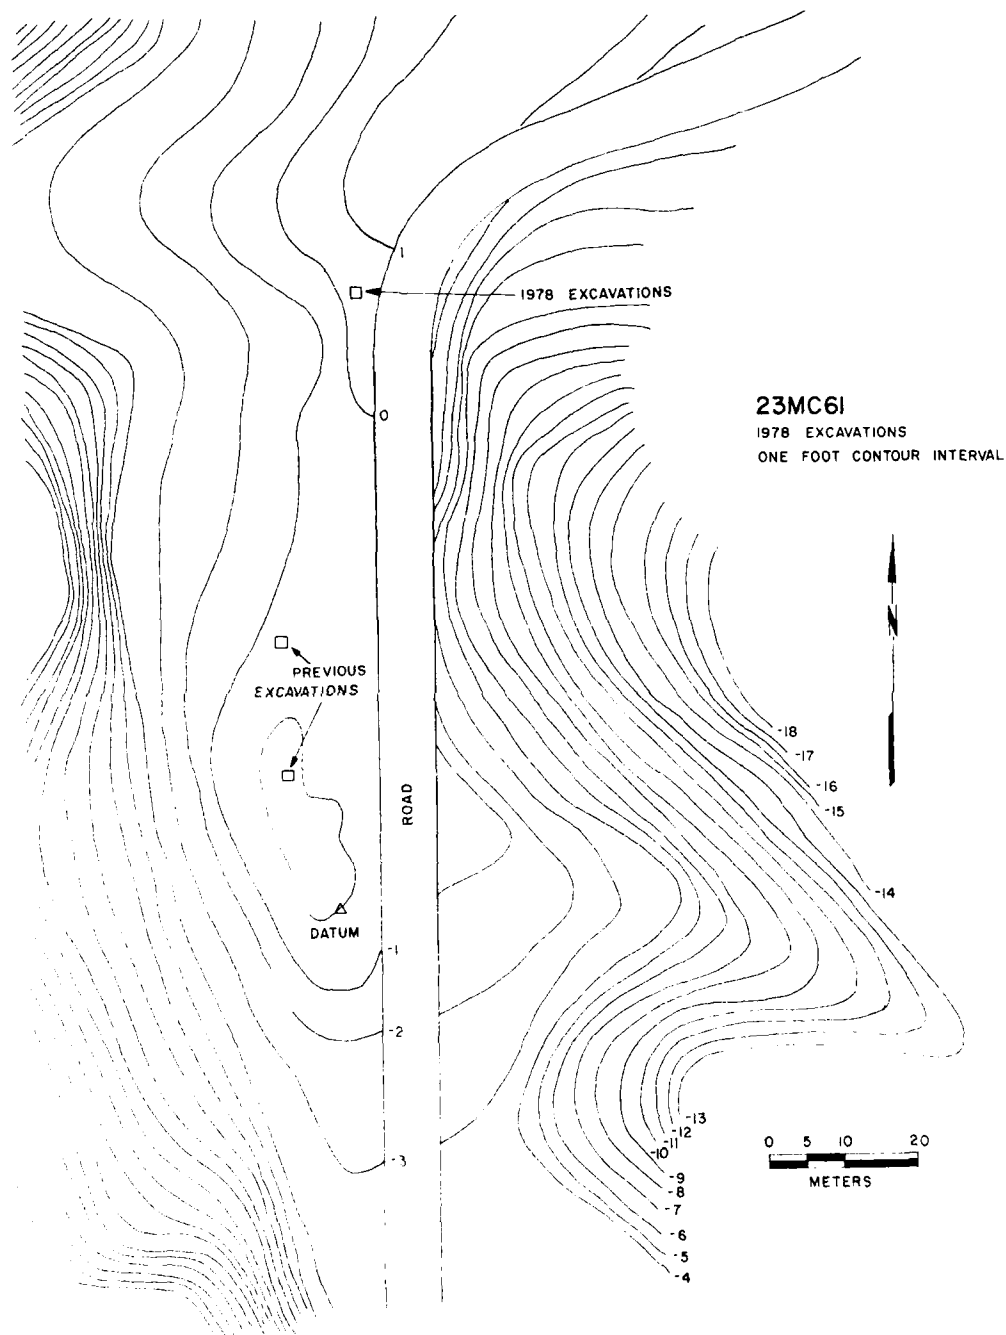 1
1978 EXCAVATIONS
0
23MC61
1978 EXCAVATIONS
ONE FOOT CONTOUR INTERVAL
N
PREVIOUS
EXCAVATIONS
-18
-17
-16
-15
ROAD
-14
DATUM
-1
-2
-3
-13
-12
-11
-10
-9
-8
-7
-6
-5
-4
0 5 10 20
METERS